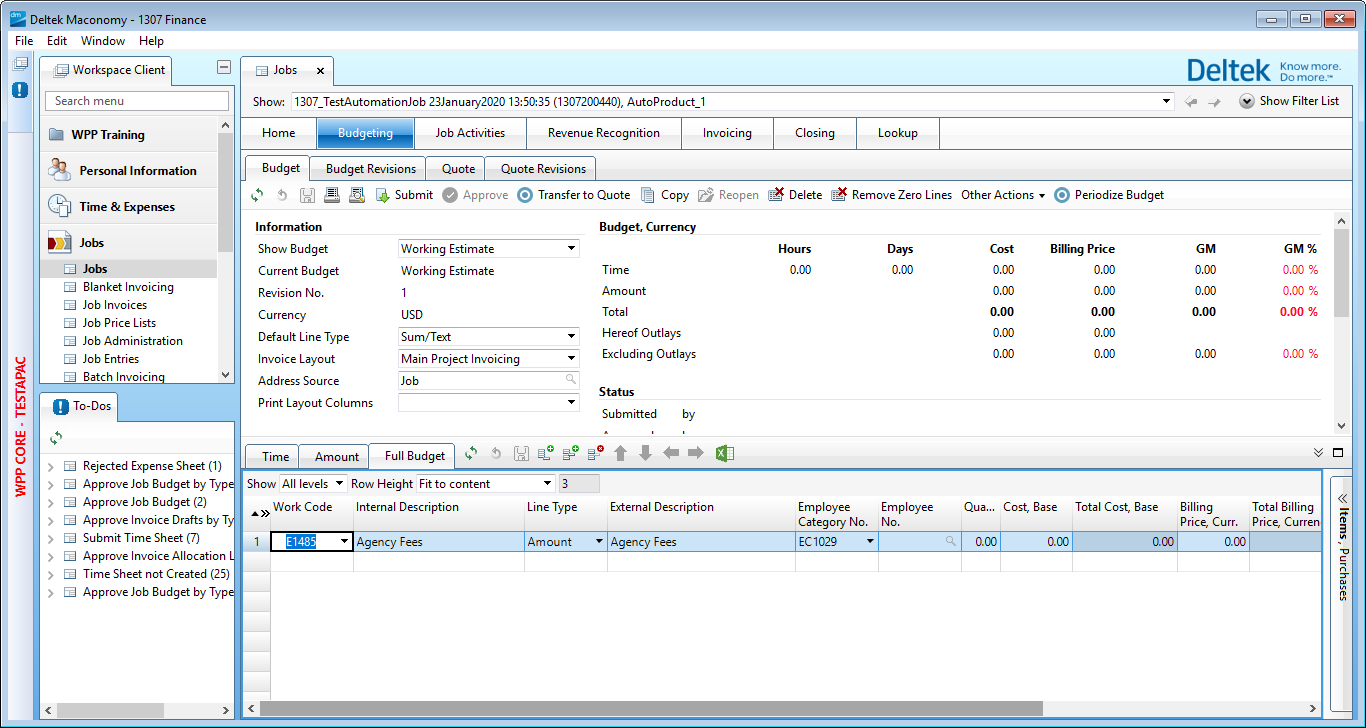 Deltek Maconomy - 1307 Finance
File Edit Window Help
Workspace Client
Jobs
Deltek Know more. Do more.™
Search menu
Show: 1307_TestAutomationJob 23January2020 13:50:35 (1307200440), AutoProduct_1
Show Filter List
WPP Training
Personal Information
Time & Expenses
Jobs
Jobs
Blanket Invoicing
Job Invoices
Job Price Lists
Job Administration
Job Entries
Batch Invoicing
WPP CORE - TESTAPAC
To-Dos
Rejected Expense Sheet (1)
Approve Job Budget by Type
Approve Job Budget (2)
Approve Invoice Drafts by Ty
Submit Time Sheet (7)
Approve Invoice Allocation L
Time Sheet not Created (25)
Approve Job Budget by Type
Home Budgeting Job Activities Revenue Recognition Invoicing Closing Lookup
Budget Budget Revisions Quote Quote Revisions
Submit Approve Transfer to Quote Copy Reopen Delete Remove Zero Lines Other Actions Periodize Budget
Information
Show Budget Working Estimate
Current Budget Working Estimate
Revision No. 1
Currency USD
Default Line Type Sum/Text
Invoice Layout Main Project Invoicing
Address Source Job
Print Layout Columns
Budget, Currency
Hours Days Cost Billing Price GM GM %
Time 0.00 0.00 0.00 0.00 0.00 0.00 %
Amount 0.00 0.00 0.00 0.00 %
Total 0.00 0.00 0.00 0.00 %
Hereof Outlays 0.00 0.00
Excluding Outlays 0.00 0.00 0.00 0.00 %
Status
Submitted by
Time Amount Full Budget
Show All levels Row Height Fit to content 3
Work Code Internal Description Line Type External Description Employee Category No. Employee No. Qua... Cost, Base Total Cost, Base Billing Price, Curr. Total Billing Price, Curren
1 E1485 Agency Fees Amount Agency Fees EC1029 0.00 0.00 0.00 0.00
Items, Purchases